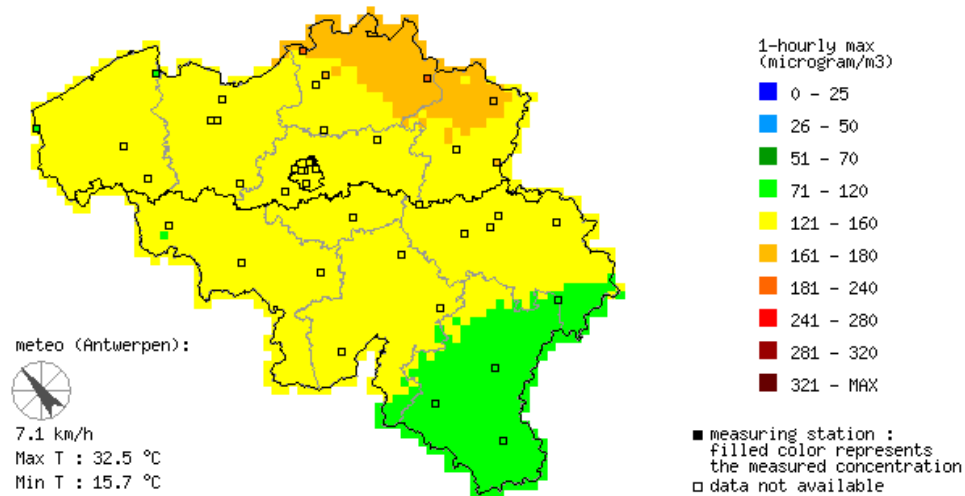 1-hourly max
(microgram/m3)
0 - 25
26 - 50
51 - 70
71 - 120
121 - 160
161 - 180
181 - 240
241 - 280
281 - 320
321 - MAX
meteo (Antwerpen):
7.1 km/h
Max T : 32.5 °C
Min T : 15.7 °C
measuring station :
filled color represents
the measured concentration
data not available